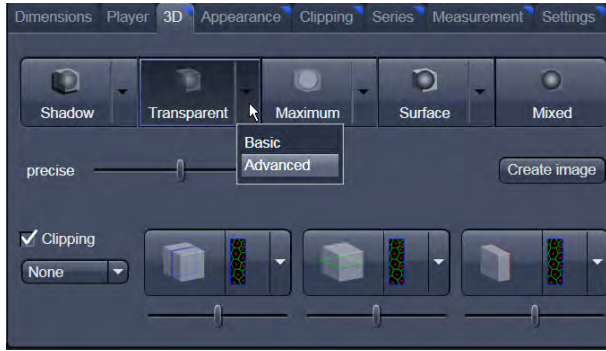 Dimensions Player 3D Appearance Clipping Series Measurement Settings
Shadow Transparent Maximum Surface Mixed
Basic
Advanced
precise Create image
Clipping
None